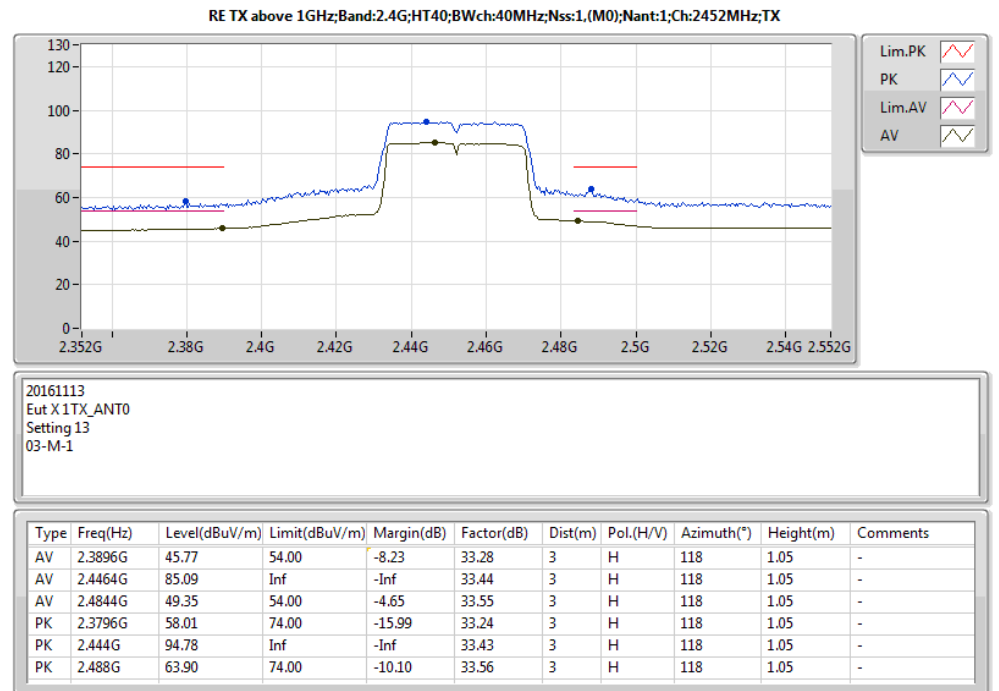 RE TX above 1GHz;Band:2.4G;HT40;BWch:40MHz;Nss:1,(M0);Nant:1;Ch:2452MHz;TX
130
120
100
80
60
40
20
0
2.352G 2.38G 2.4G 2.42G 2.44G 2.46G 2.48G 2.5G 2.52G 2.54G 2.552G
Lim.PK
PK
Lim.AV
AV
20161113
Eut X 1TX_ANT0
Setting 13
03-M-1
Type Freq(Hz) Level(dBuV/m) Limit(dBuV/m) Margin(dB) Factor(dB) Dist(m) Pol.(H/V) Azimuth(°) Height(m) Comments
AV 2.3896G 45.77 54.00 -8.23 33.28 3 H 118 1.05 -
AV 2.4464G 85.09 Inf -Inf 33.44 3 H 118 1.05 -
AV 2.4844G 49.35 54.00 -4.65 33.55 3 H 118 1.05 -
PK 2.3796G 58.01 74.00 -15.99 33.24 3 H 118 1.05 -
PK 2.444G 94.78 Inf -Inf 33.43 3 H 118 1.05 -
PK 2.488G 63.90 74.00 -10.10 33.56 3 H 118 1.05 -